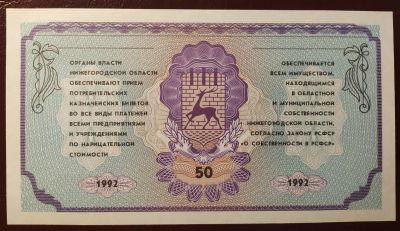 ОРГАНЫ ВЛАСТИ
НИЖЕГОРОДСКОЙ ОБЛАСТИ
ОБЕСПЕЧИВАЮТ ПРИЕМ
ПОТРЕБИТЕЛЬСКИХ
КАЗНАЧЕЙСКИХ БИЛЕТОВ
ВО ВСЕ ВИДЫ ПЛАТЕЖЕЙ
ВСЕМИ ПРЕДПРИЯТИЯМИ
И УЧРЕЖДЕНИЯМИ
ПО НАРИЦАТЕЛЬНОЙ
СТОИМОСТИ
ОБЕСПЕЧИВАЕТСЯ
ВСЕМ ИМУЩЕСТВОМ,
НАХОДЯЩИМСЯ
В ОБЛАСТНОЙ
И МУНИЦИПАЛЬНОЙ
СОБСТВЕННОСТИ
НИЖЕГОРОДСКОЙ ОБЛАСТИ,
СОГЛАСНО ЗАКОНУ РСФСР
"О СОБСТВЕННОСТИ В РСФСР"
50
1992
1992